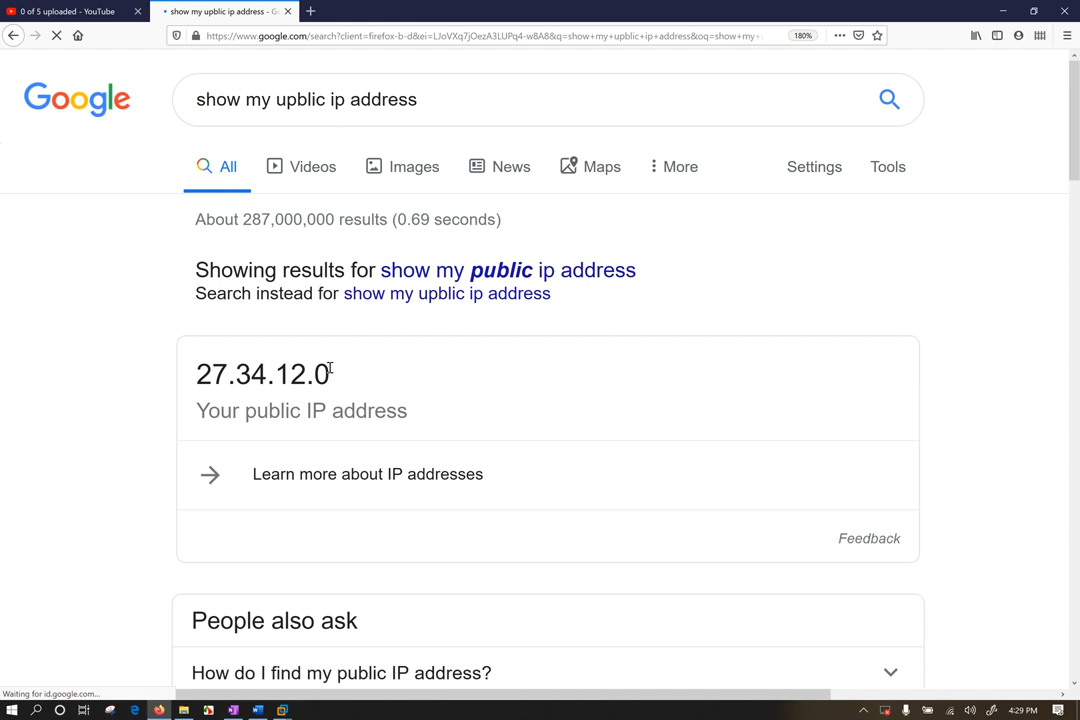 0 of 5 uploaded - YouTube
show my upblic ip address - G
https://www.google.com/search?client=firefox-b-d&ei=LJoVXq7jOezA3LUPq4-w8A8&q=show+my+upblic+ip+address&oq=show+my+
180%
Google
show my upblic ip address
All Videos Images News Maps More Settings Tools
About 287,000,000 results (0.69 seconds)
Showing results for show my public ip address
Search instead for show my upblic ip address
27.34.12.0
Your public IP address
Learn more about IP addresses
Feedback
People also ask
How do I find my public IP address?
Waiting for id.google.com...
4:29 PM